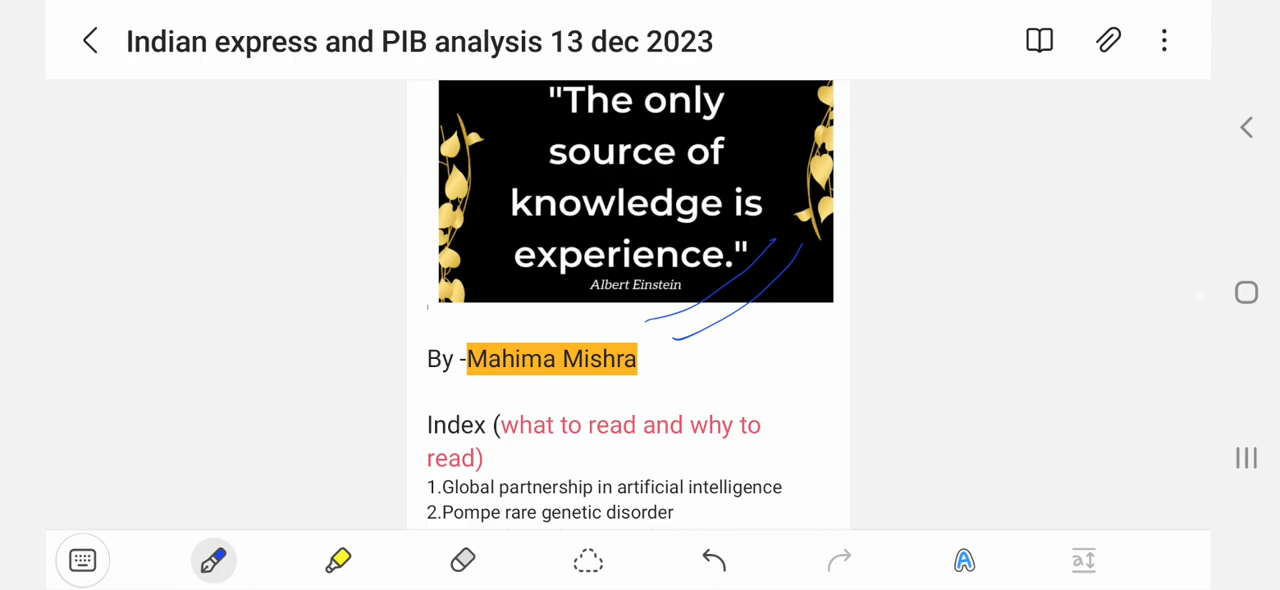 Indian express and PIB analysis 13 dec 2023
"The only
source of
knowledge is
experience."
Albert Einstein
By -Mahima Mishra
Index (what to read and why to
read)
1.Global partnership in artificial intelligence
2.Pompe rare genetic disorder